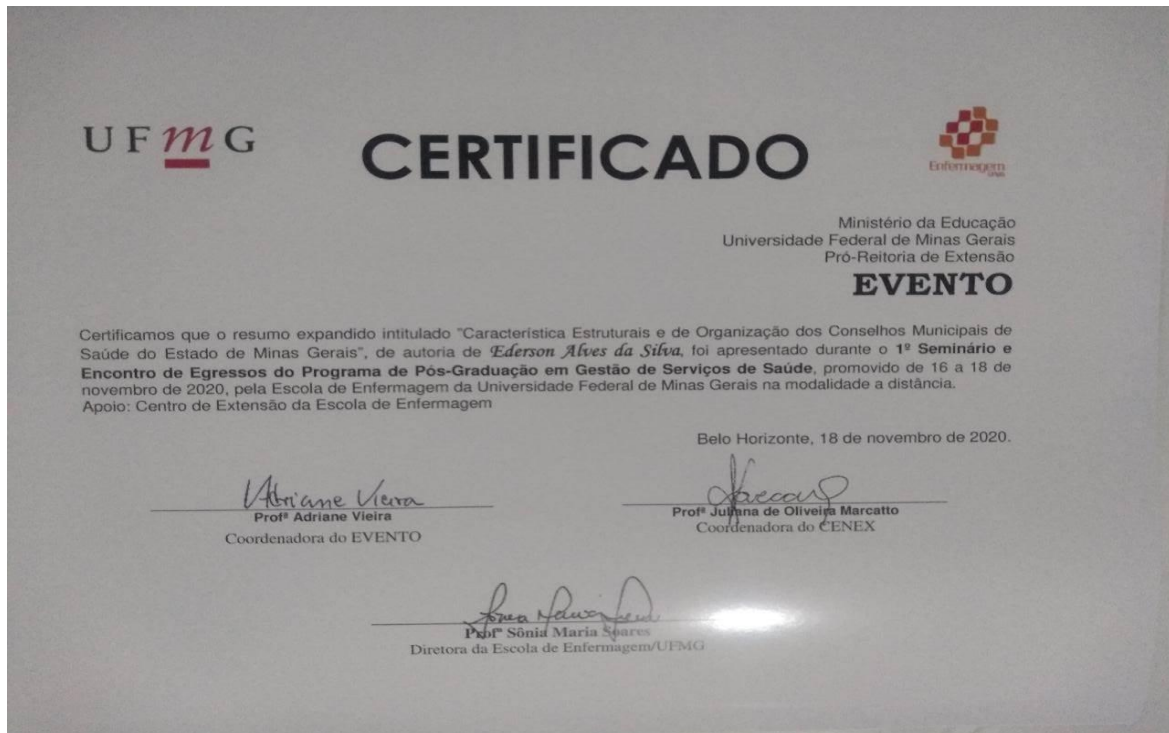 UFmG
CERTIFICADO
Enfermagem
UFMG
Ministério da Educação
Universidade Federal de Minas Gerais
Pró-Reitoria de Extensão
EVENTO
Certificamos que o resumo expandido intitulado "Característica Estruturais e de Organização dos Conselhos Municipais de
Saúde do Estado de Minas Gerais", de autoria de Ederson Alves da Silva, foi apresentado durante o 1º Seminário e
Encontro de Egressos do Programa de Pós-Graduação em Gestão de Serviços de Saúde, promovido de 16 a 18 de
novembro de 2020, pela Escola de Enfermagem da Universidade Federal de Minas Gerais na modalidade a distância.
Apoio: Centro de Extensão da Escola de Enfermagem
Belo Horizonte, 18 de novembro de 2020.
Adriane Vieira
Profª Adriane Vieira
Coordenadora do EVENTO
Profª Juliana de Oliveira Marcatto
Coordenadora do CENEX
Profª Sônia Maria Soares
Diretora da Escola de Enfermagem/UFMG